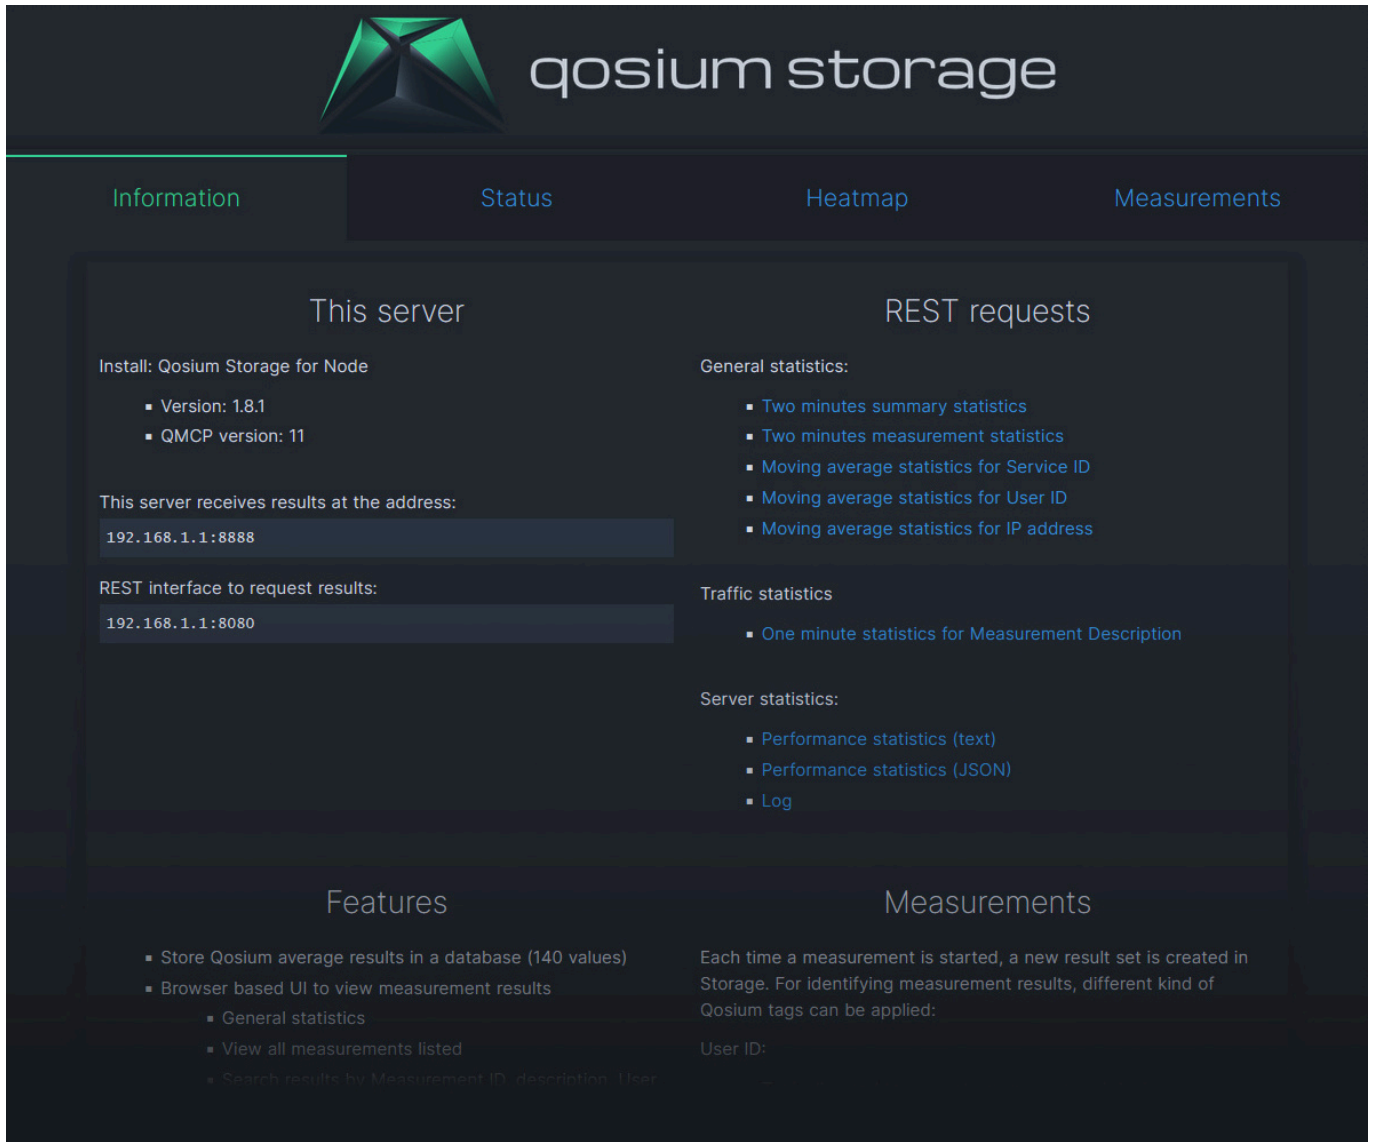 qosium storage
Information
Status
Heatmap
Measurements
This server
Install: Qosium Storage for Node
Version: 1.8.1
QMCP version: 11
This server receives results at the address:
192.168.1.1:8888
REST interface to request results:
192.168.1.1:8080
REST requests
General statistics:
Two minutes summary statistics
Two minutes measurement statistics
Moving average statistics for Service ID
Moving average statistics for User ID
Moving average statistics for IP address
Traffic statistics
One minute statistics for Measurement Description
Server statistics:
Performance statistics (text)
Performance statistics (JSON)
Log
Features
Store Qosium average results in a database (140 values)
Browser based UI to view measurement results
General statistics
View all measurements listed
Search results by Measurement ID, description, User
Measurements
Each time a measurement is started, a new result set is created in
Storage. For identifying measurement results, different kind of
Qosium tags can be applied:
User ID: